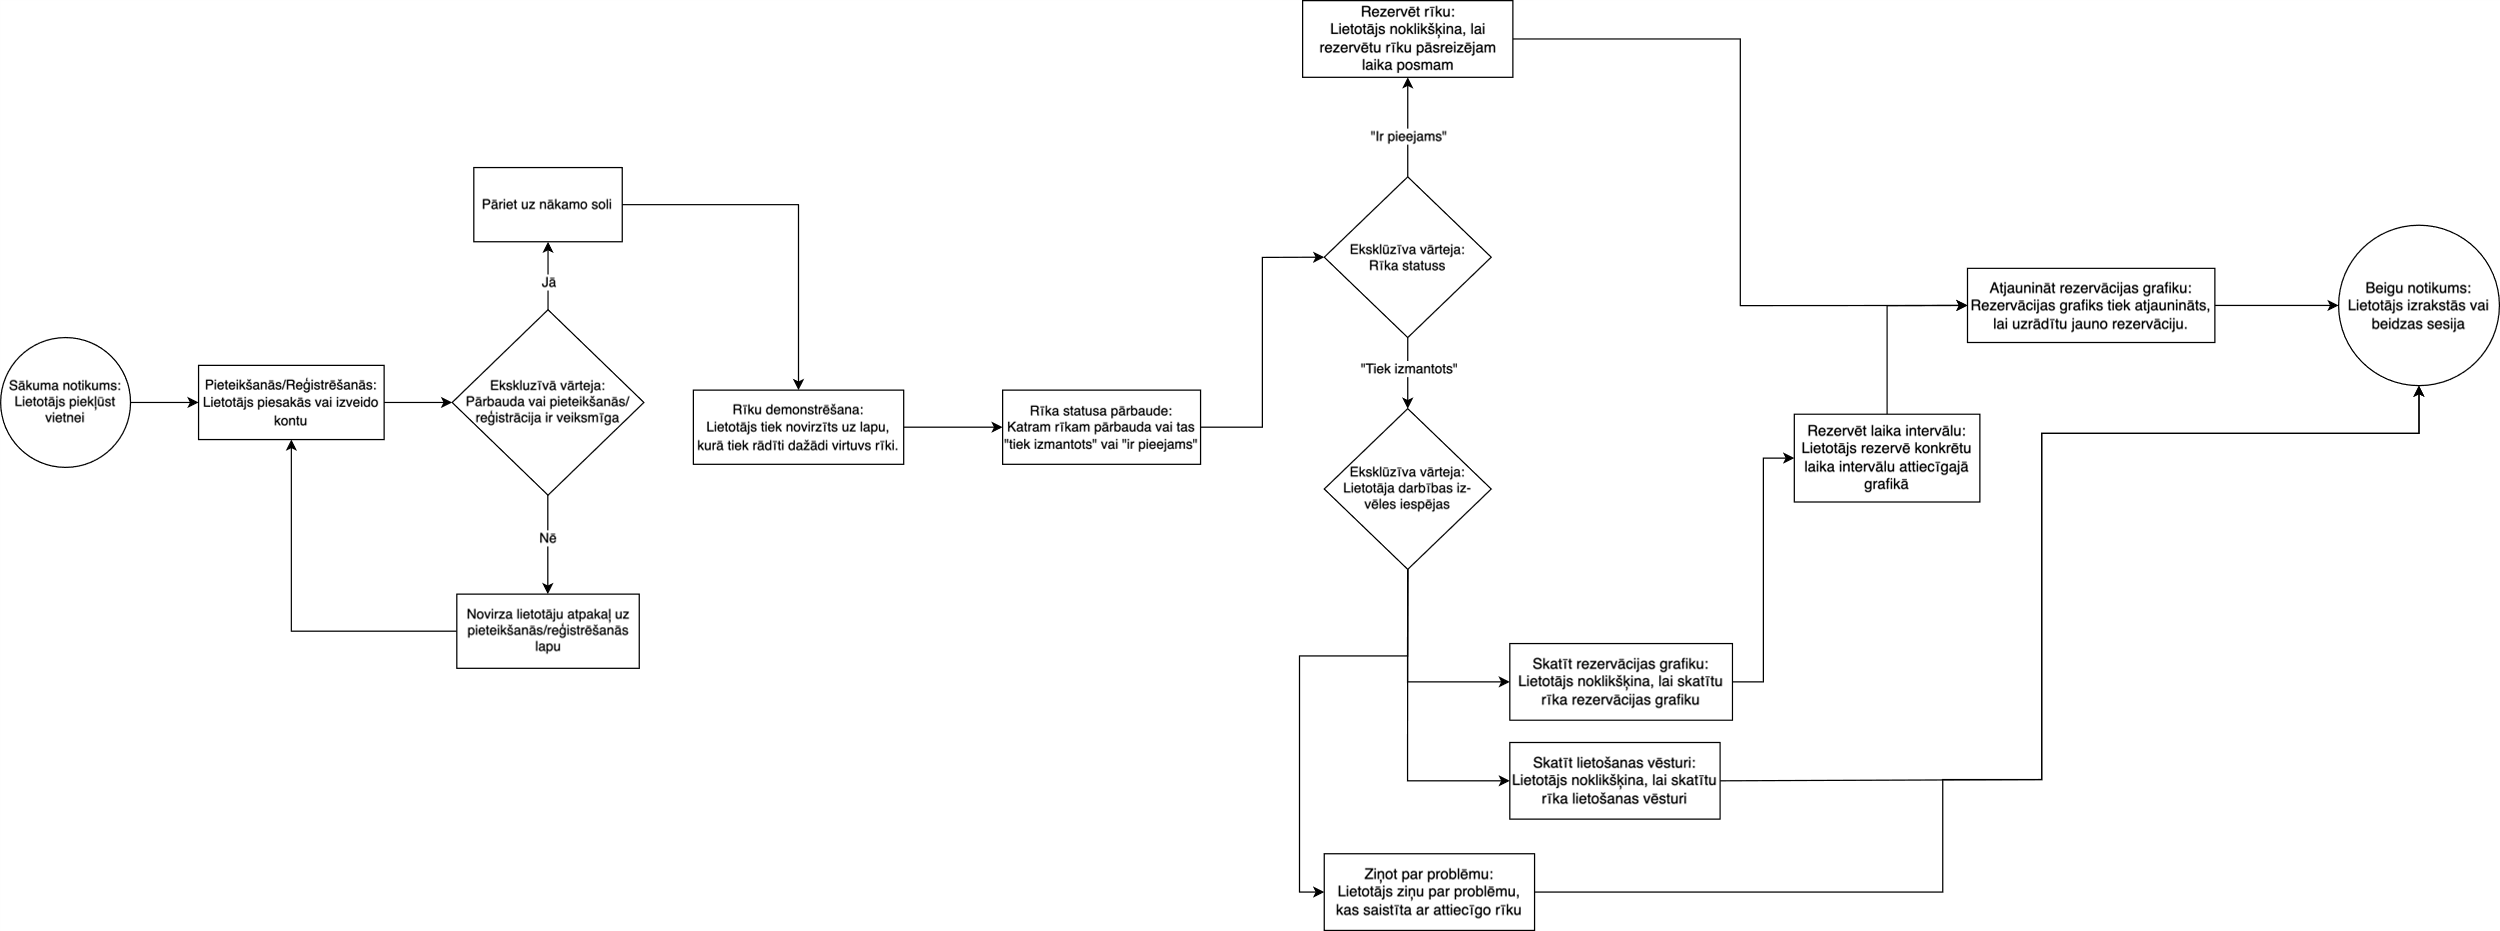 Sākuma notikums:
Lietotājs piekļūst
vietnei
Pieteikšanās/Reģistrēšanās:
Lietotājs piesakās vai izveido
kontu
Ekskluzīvā vārteja:
Pārbauda vai pieteikšanās/
reģistrācija ir veiksmīga
Jā
Pāriet uz nākamo soli
Nē
Novirza lietotāju atpakaļ uz
pieteikšanās/reģistrēšanās
lapu
Rīku demonstrēšana:
Lietotājs tiek novirzīts uz lapu,
kurā tiek rādīti dažādi virtuvs rīki.
Rīka statusa pārbaude:
Katram rīkam pārbauda vai tas
"tiek izmantots" vai "ir pieejams"
Eksklūzīva vārteja:
Rīka statuss
"Ir pieejams"
Rezervēt rīku:
Lietotājs noklikšķina, lai
rezervētu rīku pāsreizējam
laika posmam
"Tiek izmantots"
Eksklūzīva vārteja:
Lietotāja darbības iz-
vēles iespējas
Skatīt rezervācijas grafiku:
Lietotājs noklikšķina, lai skatītu
rīka rezervācijas grafiku
Skatīt lietošanas vēsturi:
Lietotājs noklikšķina, lai skatītu
rīka lietošanas vēsturi
Ziņot par problēmu:
Lietotājs ziņu par problēmu,
kas saistīta ar attiecīgo rīku
Rezervēt laika intervālu:
Lietotājs rezervē konkrētu
laika intervālu attiecīgajā
grafikā
Atjaunināt rezervācijas grafiku:
Rezervācijas grafiks tiek atjaunināts,
lai uzrādītu jauno rezervāciju.
Beigu notikums:
Lietotājs izrakstās vai
beidzas sesija